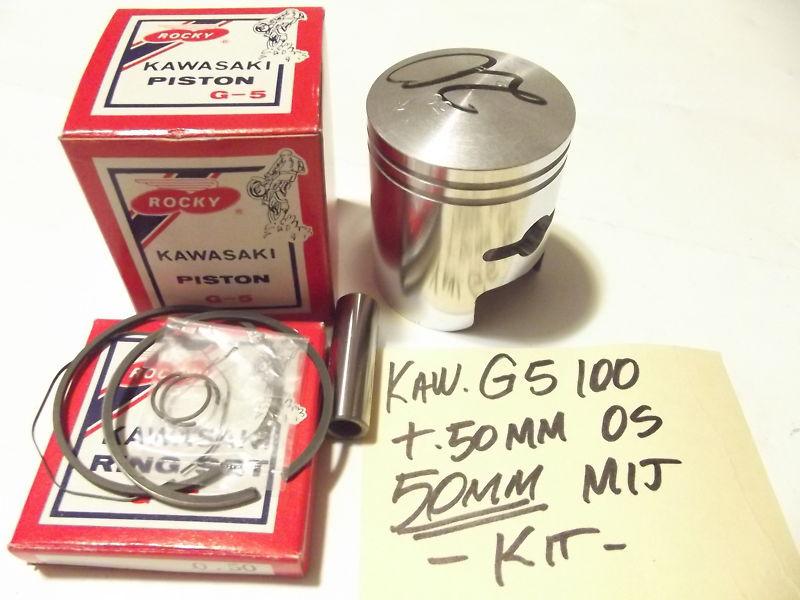 ROCKY
KAWASAKI
PISTON
G-5
ROCKY
KAWASAKI
PISTON
G-5
KAWASAKI
RING SET
0.50
KAW. G5 100
+.50MM OS
50MM MIJ
- KIT -